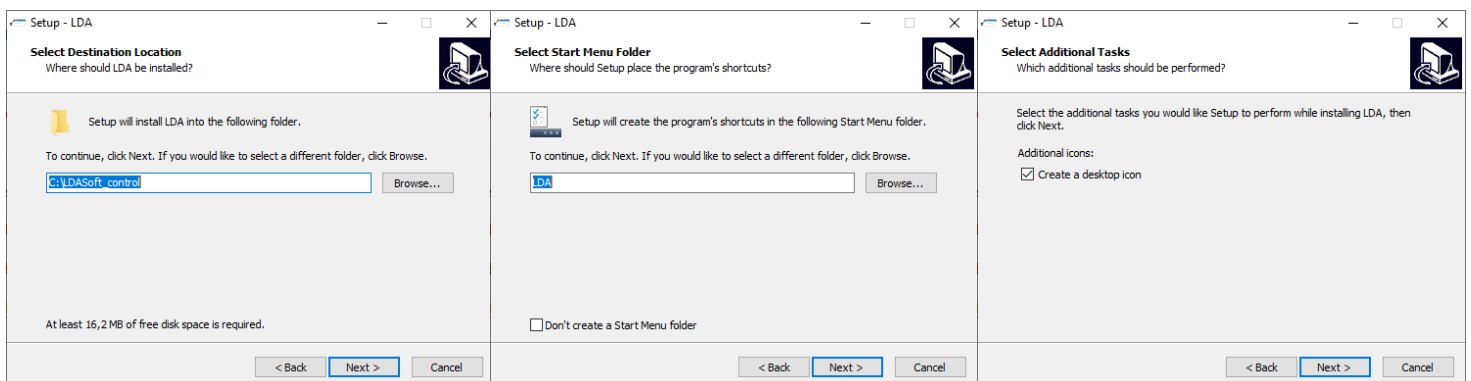 Setup - LDA
Select Destination Location
Where should LDA be installed?
Setup will install LDA into the following folder.
To continue, click Next. If you would like to select a different folder, click Browse.
C:\LDASoft_control
Browse...
At least 16,2 MB of free disk space is required.
< Back
Next >
Cancel
Setup - LDA
Select Start Menu Folder
Where should Setup place the program's shortcuts?
Setup will create the program's shortcuts in the following Start Menu folder.
To continue, click Next. If you would like to select a different folder, click Browse.
LDA
Browse...
Don't create a Start Menu folder
< Back
Next >
Cancel
Setup - LDA
Select Additional Tasks
Which additional tasks should be performed?
Select the additional tasks you would like Setup to perform while installing LDA, then
click Next.
Additional icons:
Create a desktop icon
< Back
Next >
Cancel